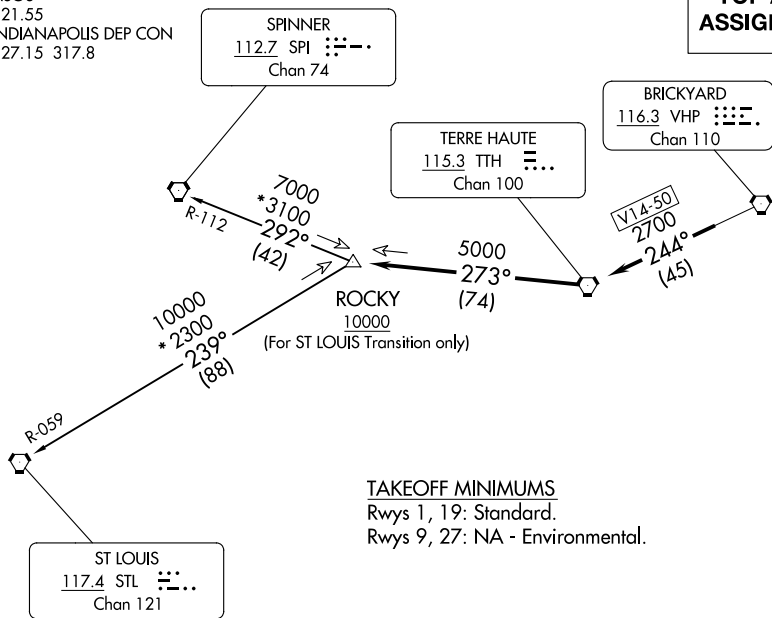 21.55
NDIANAPOLIS DEP CON
27.15 317.8
ASSIG
SPINNER
112.7 SPI
Chan 74
BRICKYARD
116.3 VHP
Chan 110
TERRE HAUTE
115.3 TTH
Chan 100
7000
*3100
292°
(42)
R-112
V14-50
2700
244°
(45)
5000
273°
(74)
ROCKY
10000
(For ST LOUIS Transition only)
10000
*2300
239°
(88)
R-059
TAKEOFF MINIMUMS
Rwys 1, 19: Standard.
Rwys 9, 27: NA - Environmental.
ST LOUIS
117.4 STL
Chan 121